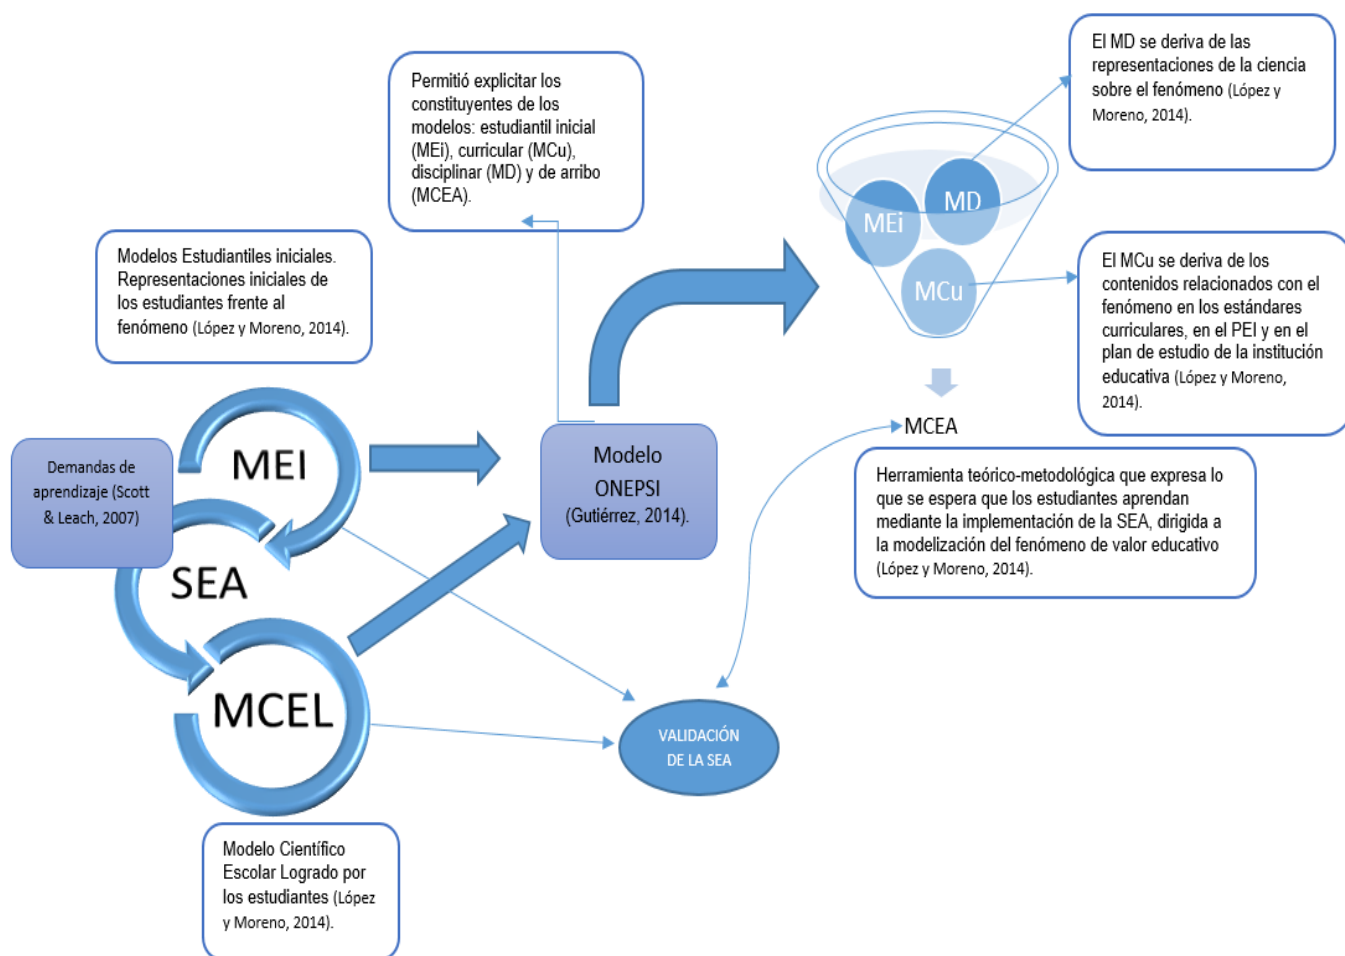 El MD se deriva de las
representaciones de la ciencia
sobre el fenómeno (López y
Moreno, 2014).
Permitió explicitar los
constituyentes de los
modelos: estudiantil inicial
(MEi), curricular (MCu),
disciplinar (MD) y de arribo
(MCEA).
MD
MEi
MCu
Modelos Estudiantiles iniciales.
Representaciones iniciales de
los estudiantes frente al
fenómeno (López y Moreno, 2014).
El MCu se deriva de los
contenidos relacionados con el
fenómeno en los estándares
curriculares, en el PEI y en el
plan de estudio de la institución
educativa (López y Moreno,
2014).
MCEA
Herramienta teórico-metodológica que expresa lo
que se espera que los estudiantes aprendan
mediante la implementación de la SEA, dirigida a
la modelización del fenómeno de valor educativo
(López y Moreno, 2014).
Modelo
ONEPSI
(Gutiérrez, 2014).
Demandas de
aprendizaje (Scott
& Leach, 2007)
MEI
SEA
MCEL
VALIDACIÓN
DE LA SEA
Modelo Científico
Escolar Logrado por
los estudiantes (López
y Moreno, 2014).